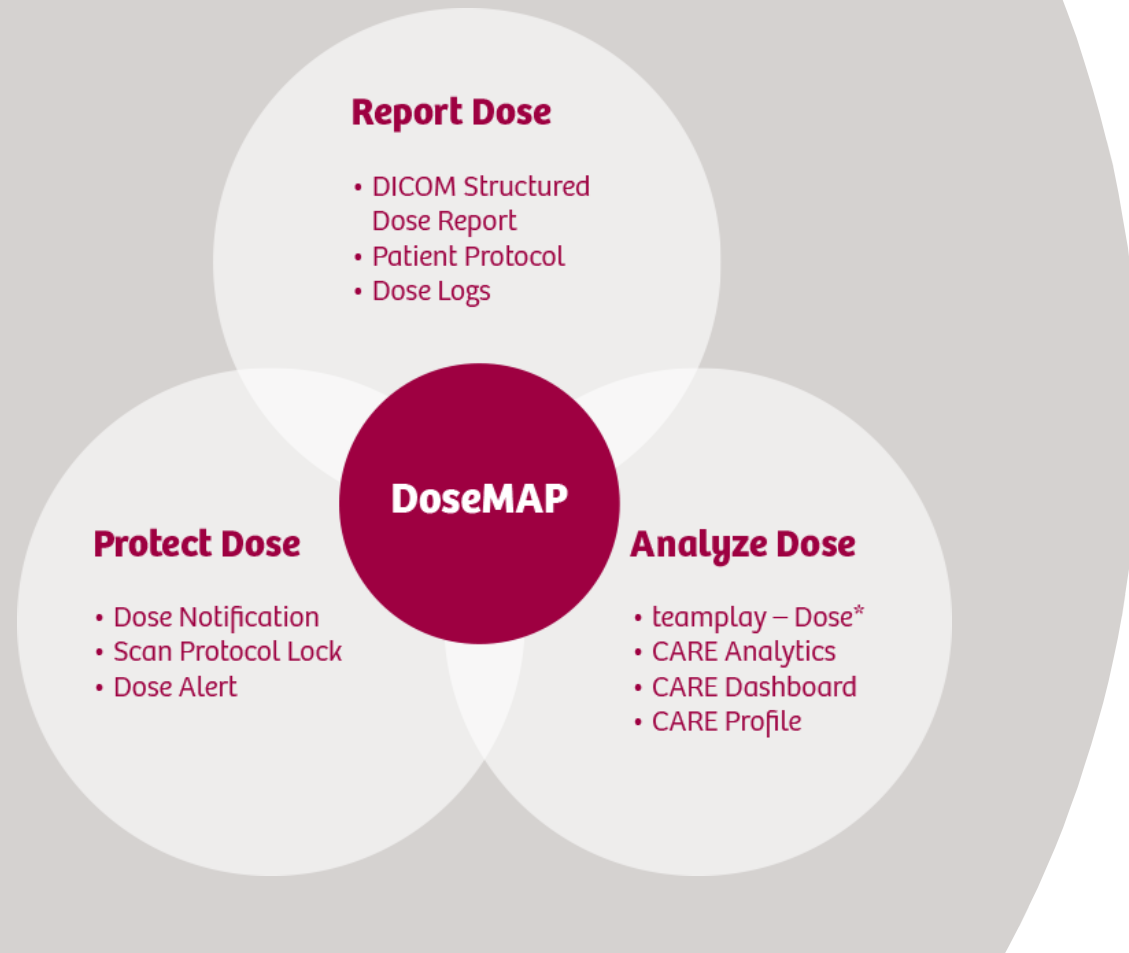 Report Dose
• DICOM Structured
Dose Report
• Patient Protocol
• Dose Logs
DoseMAP
Protect Dose
• Dose Notification
• Scan Protocol Lock
• Dose Alert
Analyze Dose
• teamplay – Dose*
• CARE Analytics
• CARE Dashboard
• CARE Profile